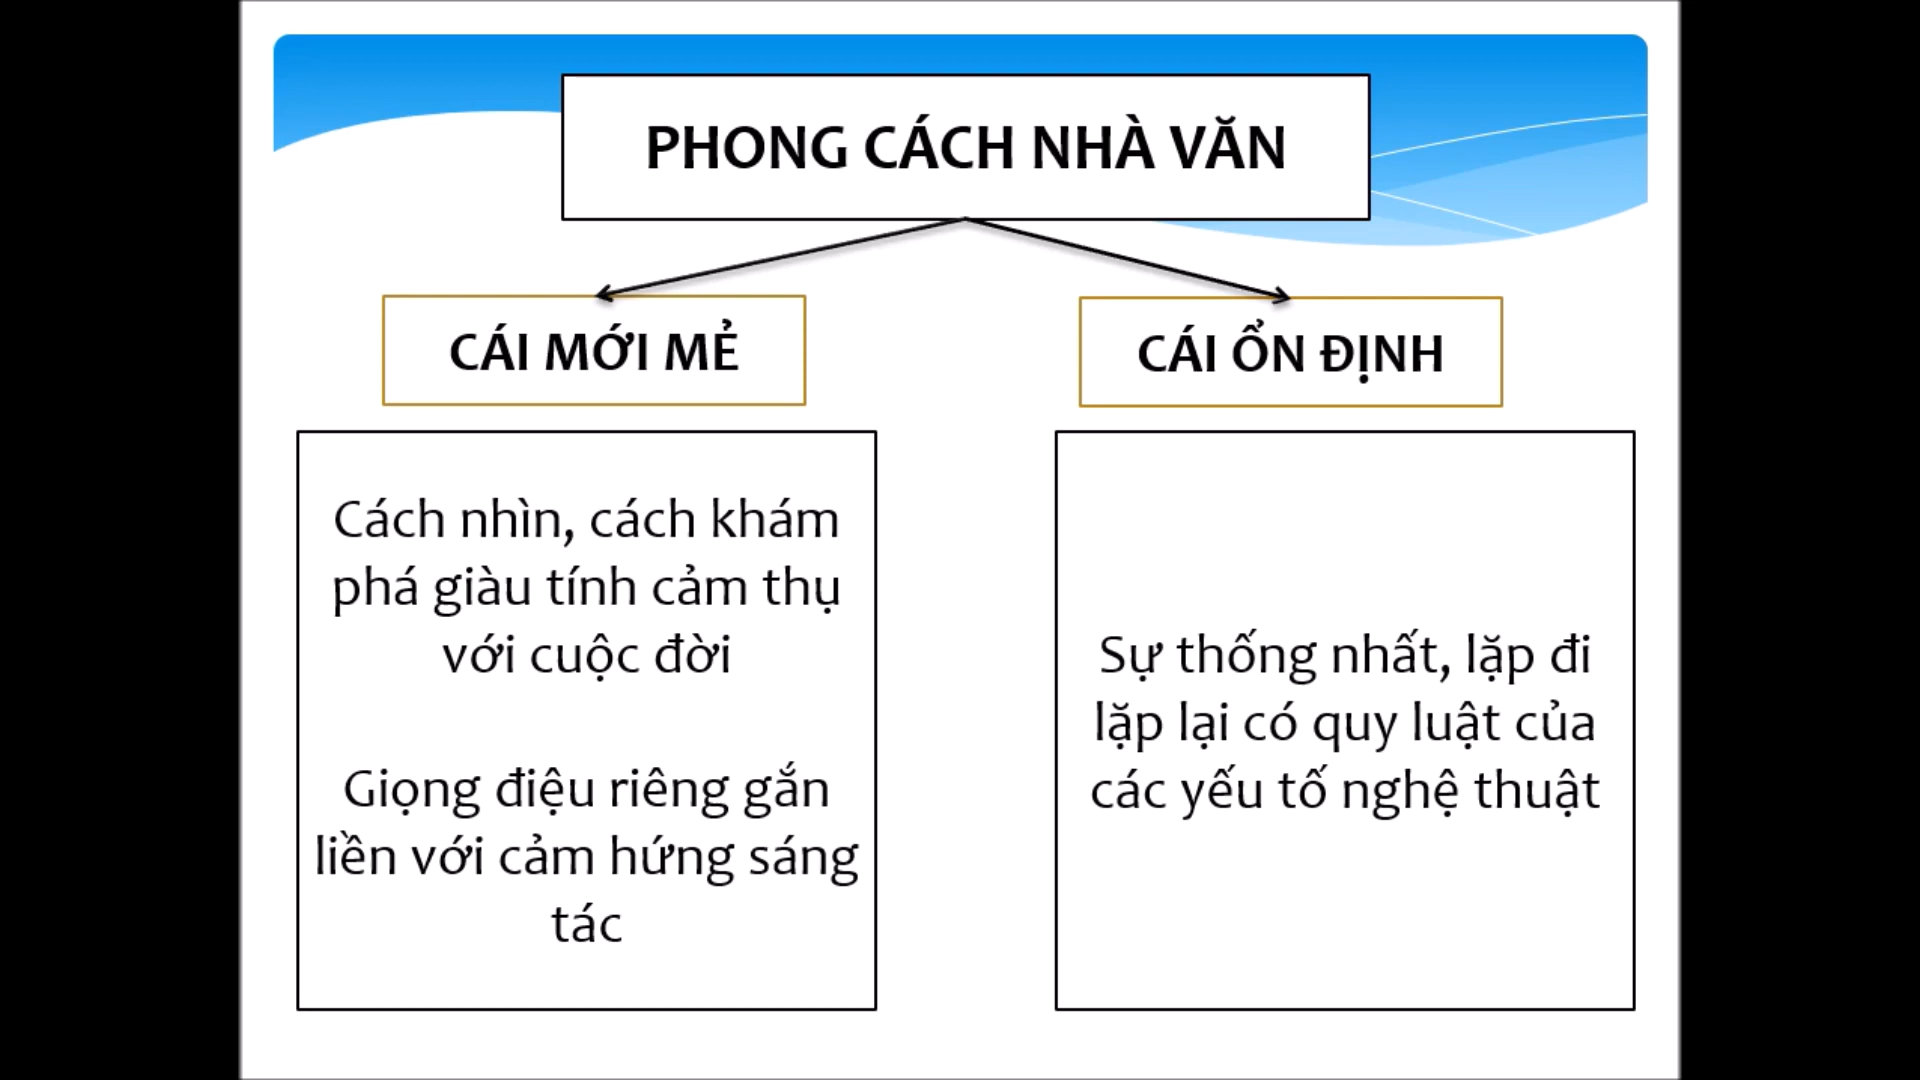 PHONG CÁCH NHÀ VĂN
CÁI MỚI MẺ
CÁI ỔN ĐỊNH
Cách nhìn, cách khám
phá giàu tính cảm thụ
với cuộc đời
Giọng điệu riêng gắn
liền với cảm hứng sáng
tác
Sự thống nhất, lặp đi
lặp lại có quy luật của
các yếu tố nghệ thuật